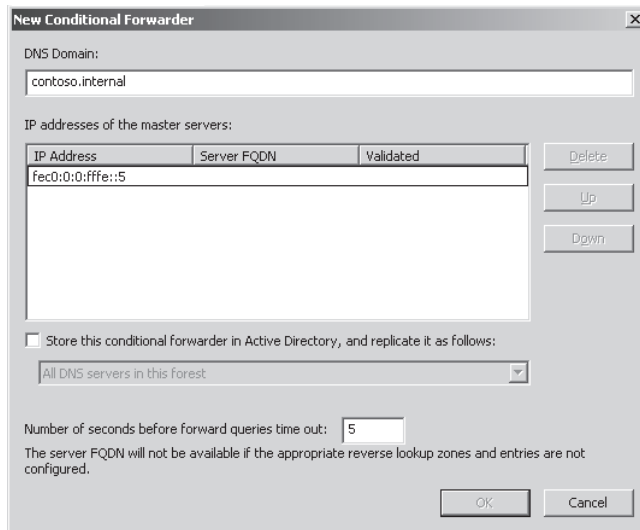 New Conditional Forwarder
DNS Domain:
contoso.internal
IP addresses of the master servers:
IP Address Server FQDN Validated
fec0:0:0:fffe::5
Delete
Up
Down
Store this conditional forwarder in Active Directory, and replicate it as follows:
All DNS servers in this forest
Number of seconds before forward queries time out: 5
The server FQDN will not be available if the appropriate reverse lookup zones and entries are not
configured.
OK Cancel